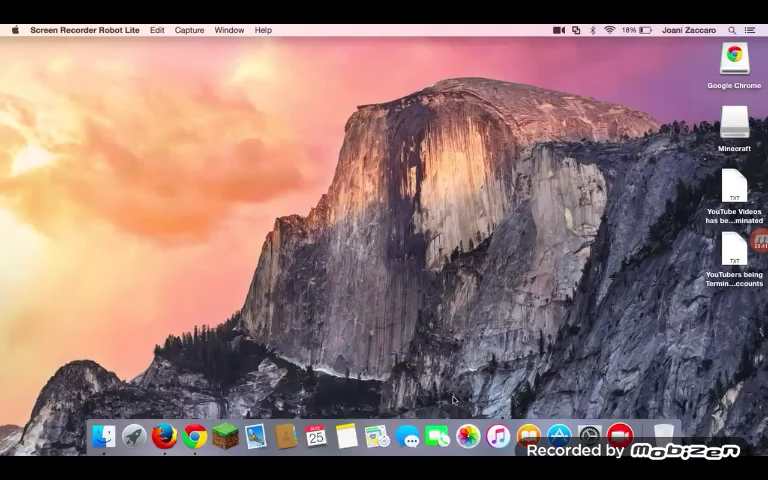 Screen Recorder Robot Lite Edit Capture Window Help 18% Joani Zaccaro
Google Chrome
Minecraft
TXT
YouTube Videos
has be...minated
TXT
YouTubers being
Termin...ccounts
AUG
25
Recorded by Mobizen